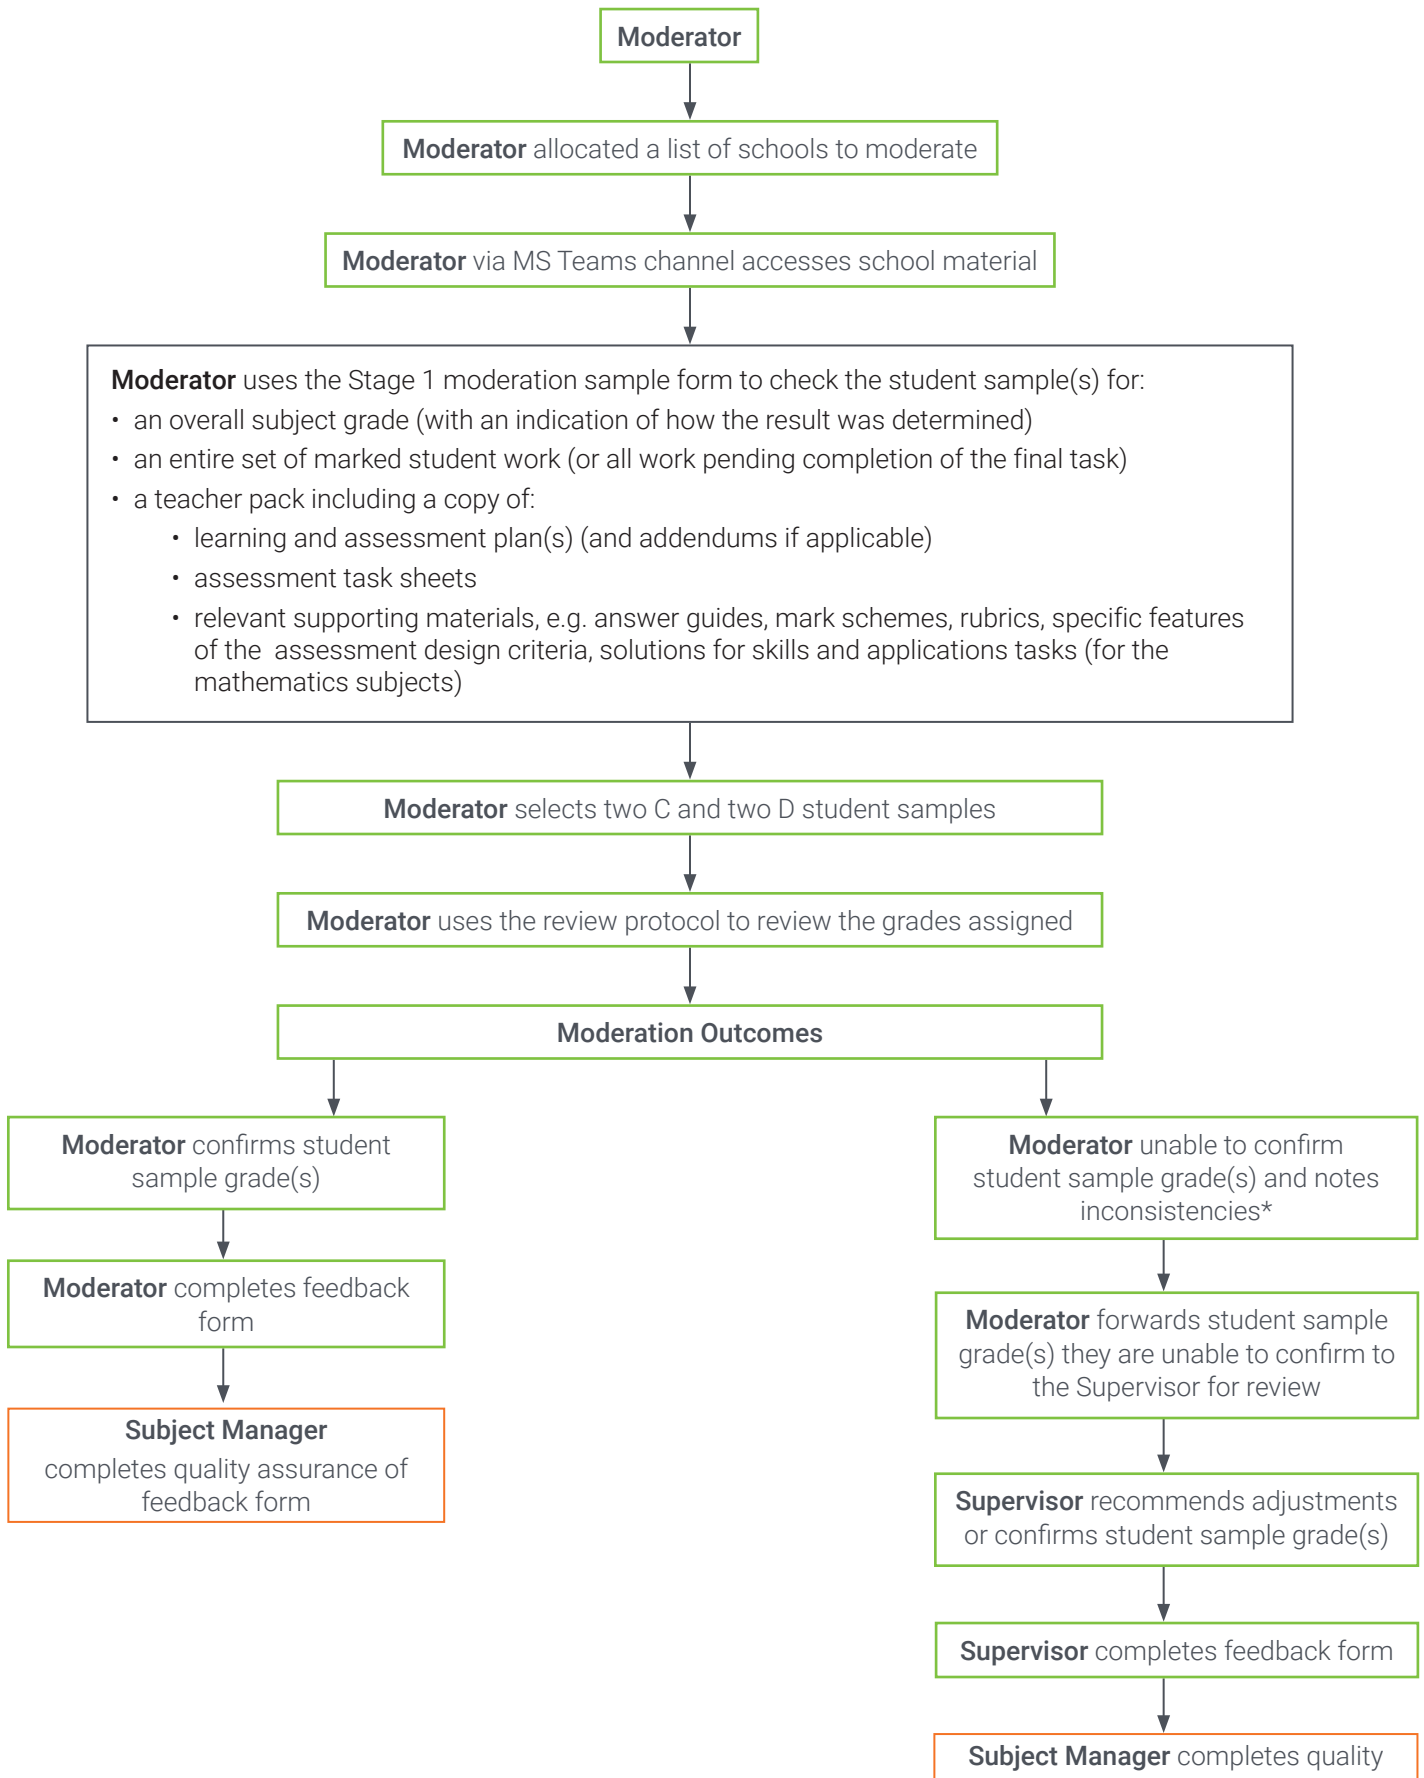 Moderator
Moderator allocated a list of schools to moderate
Moderator via MS Teams channel accesses school material
Moderator uses the Stage 1 moderation sample form to check the student sample(s) for:
• an overall subject grade (with an indication of how the result was determined)
• an entire set of marked student work (or all work pending completion of the final task)
• a teacher pack including a copy of:
• learning and assessment plan(s) (and addendums if applicable)
• assessment task sheets
• relevant supporting materials, e.g. answer guides, mark schemes, rubrics, specific features
of the assessment design criteria, solutions for skills and applications tasks (for the
mathematics subjects)
Moderator selects two C and two D student samples
Moderator uses the review protocol to review the grades assigned
Moderation Outcomes
Moderator confirms student
sample grade(s)
Moderator completes feedback
form
Subject Manager
completes quality assurance of
feedback form
Moderator unable to confirm
student sample grade(s) and notes
inconsistencies*
Moderator forwards student sample
grade(s) they are unable to confirm to
the Supervisor for review
Supervisor recommends adjustments
or confirms student sample grade(s)
Supervisor completes feedback form
Subject Manager completes quality